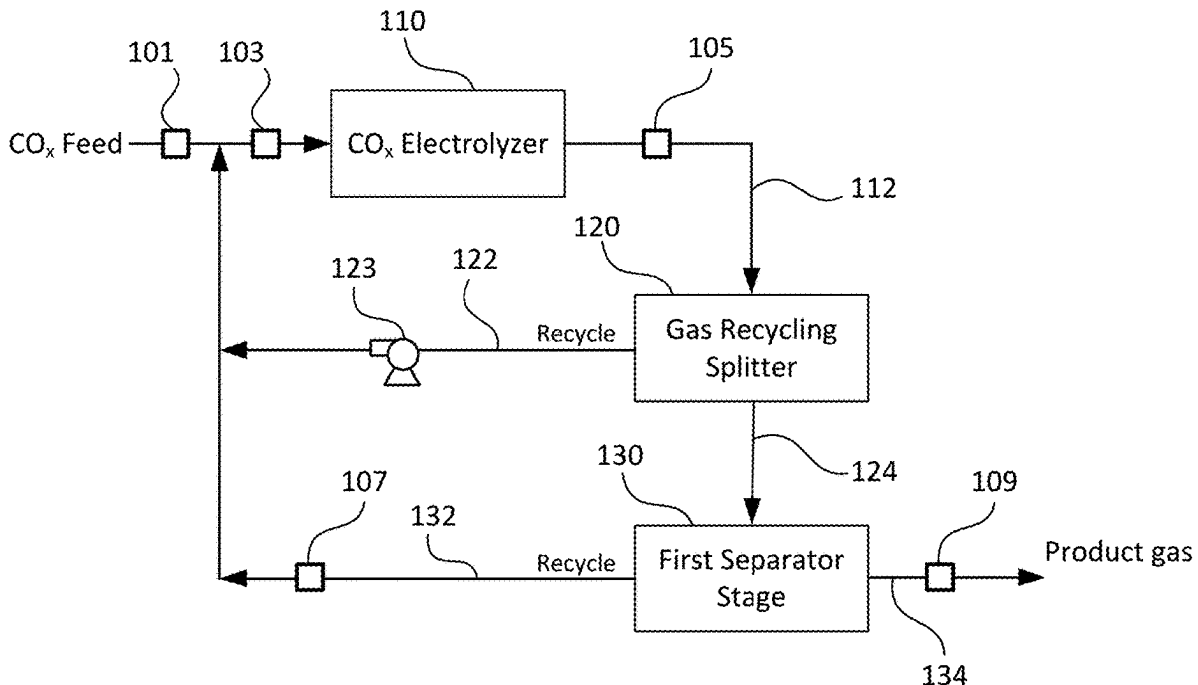 110
101
103
105
COx Feed
COx Electrolyzer
112
120
123
122
Recycle
Gas Recycling
Splitter
124
130
107
132
109
Recycle
First Separator
Stage
Product gas
134